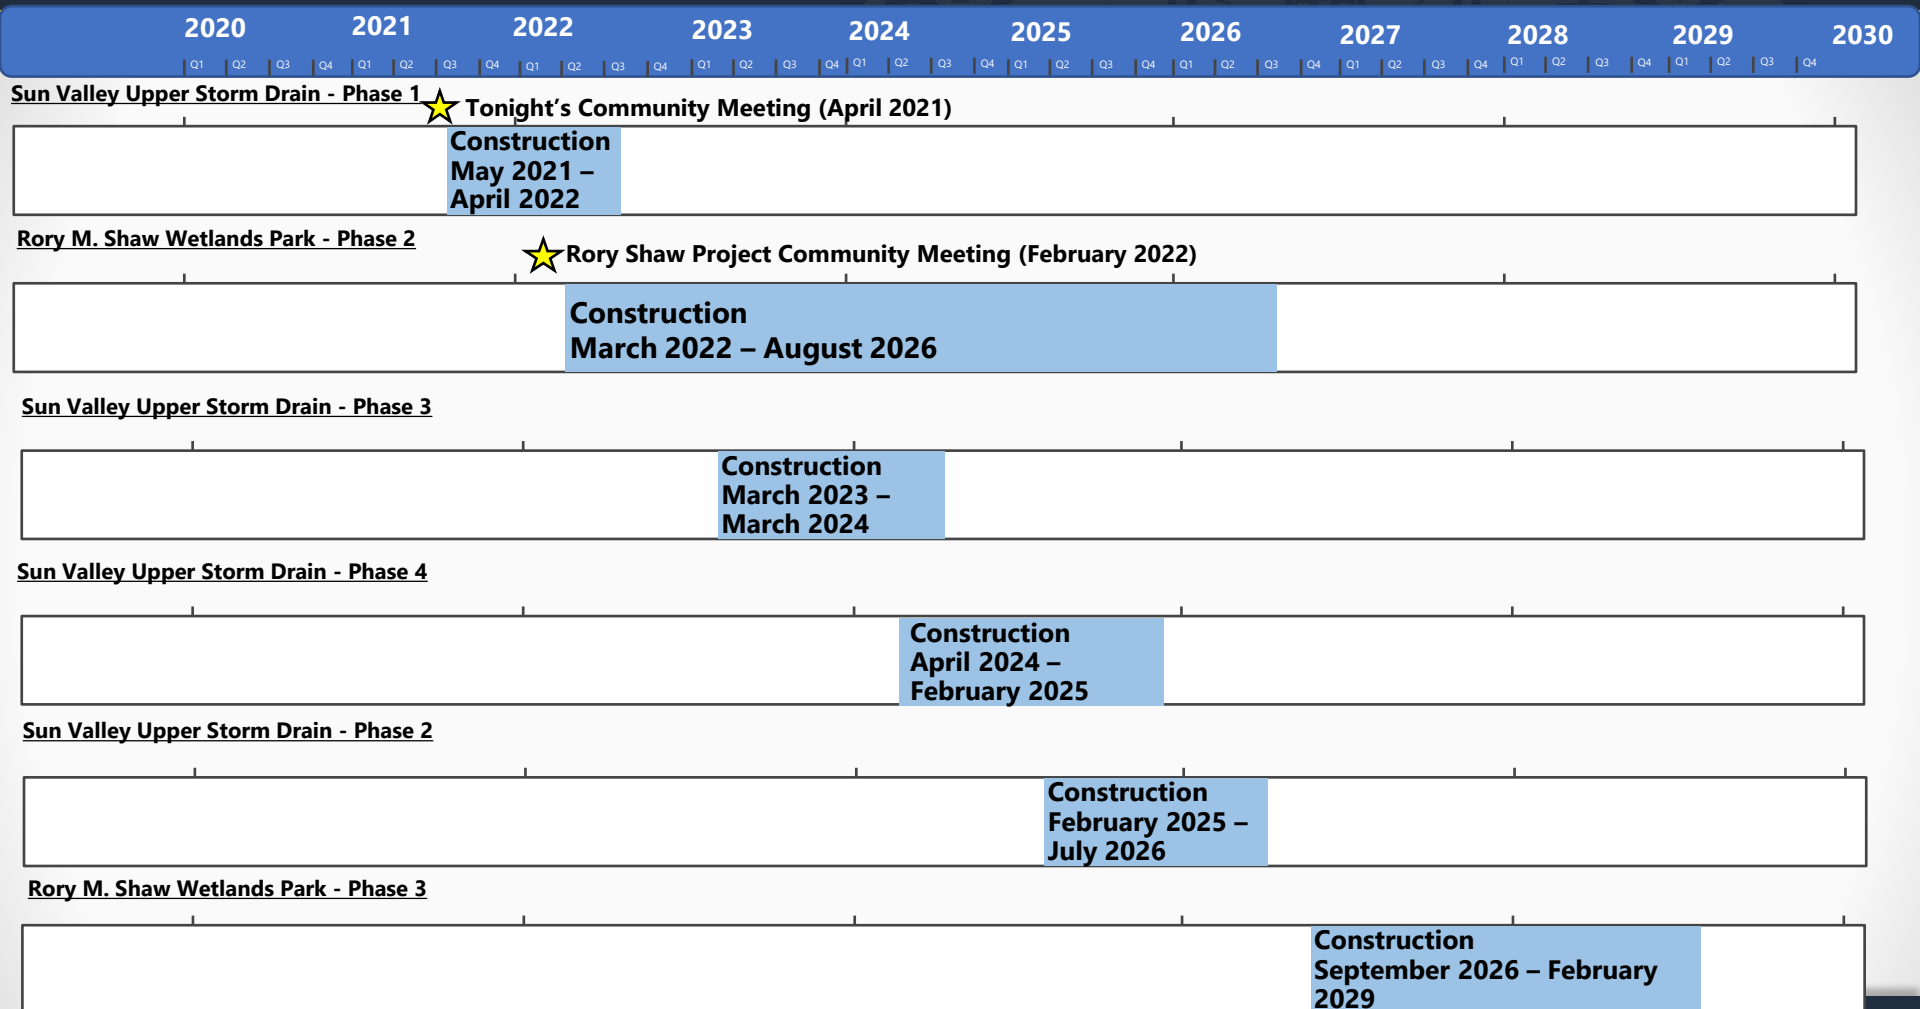 2020 2021 2022 2023 2024 2025 2026 2027 2028 2029 2030
Q1 Q2 Q3 Q4 Q1 Q2 Q3 Q4 Q1 Q2 Q3 Q4 Q1 Q2 Q3 Q4 Q1 Q2 Q3 Q4 Q1 Q2 Q3 Q4 Q1 Q2 Q3 Q4 Q1 Q2 Q3 Q4 Q1 Q2 Q3 Q4 Q1 Q2 Q3 Q4
Sun Valley Upper Storm Drain - Phase 1
Tonight’s Community Meeting (April 2021)
Construction
May 2021 –
April 2022
Rory M. Shaw Wetlands Park - Phase 2
Rory Shaw Project Community Meeting (February 2022)
Construction
March 2022 – August 2026
Sun Valley Upper Storm Drain - Phase 3
Construction
March 2023 –
March 2024
Sun Valley Upper Storm Drain - Phase 4
Construction
April 2024 –
February 2025
Sun Valley Upper Storm Drain - Phase 2
Construction
February 2025 –
July 2026
Rory M. Shaw Wetlands Park - Phase 3
Construction
September 2026 – February
2029